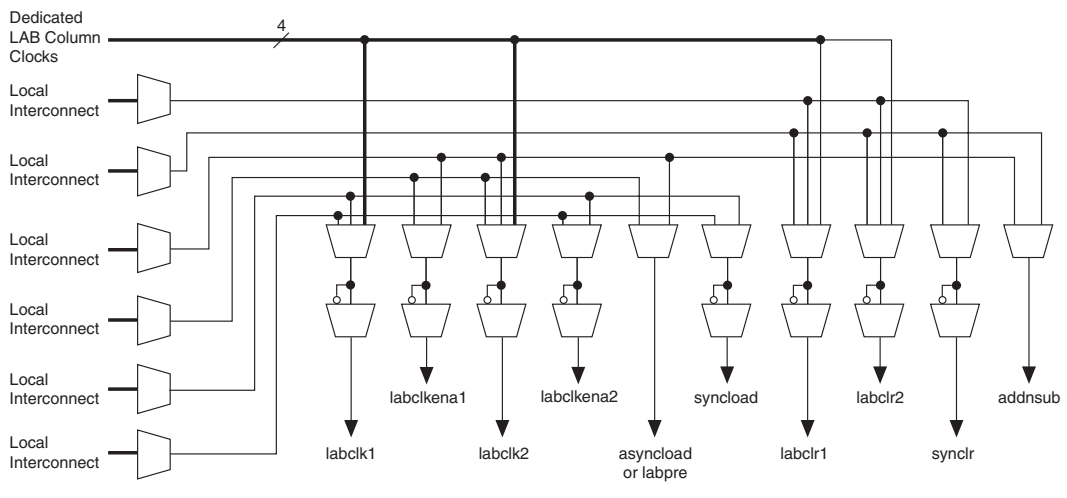 Dedicated
LAB Column
Clocks
4
Local
Interconnect
Local
Interconnect
Local
Interconnect
Local
Interconnect
Local
Interconnect
Local
Interconnect
labclkena1
labclkena2
syncload
labclr2
addnsub
labclk1
labclk2
asyncload
or labpre
labclr1
synclr